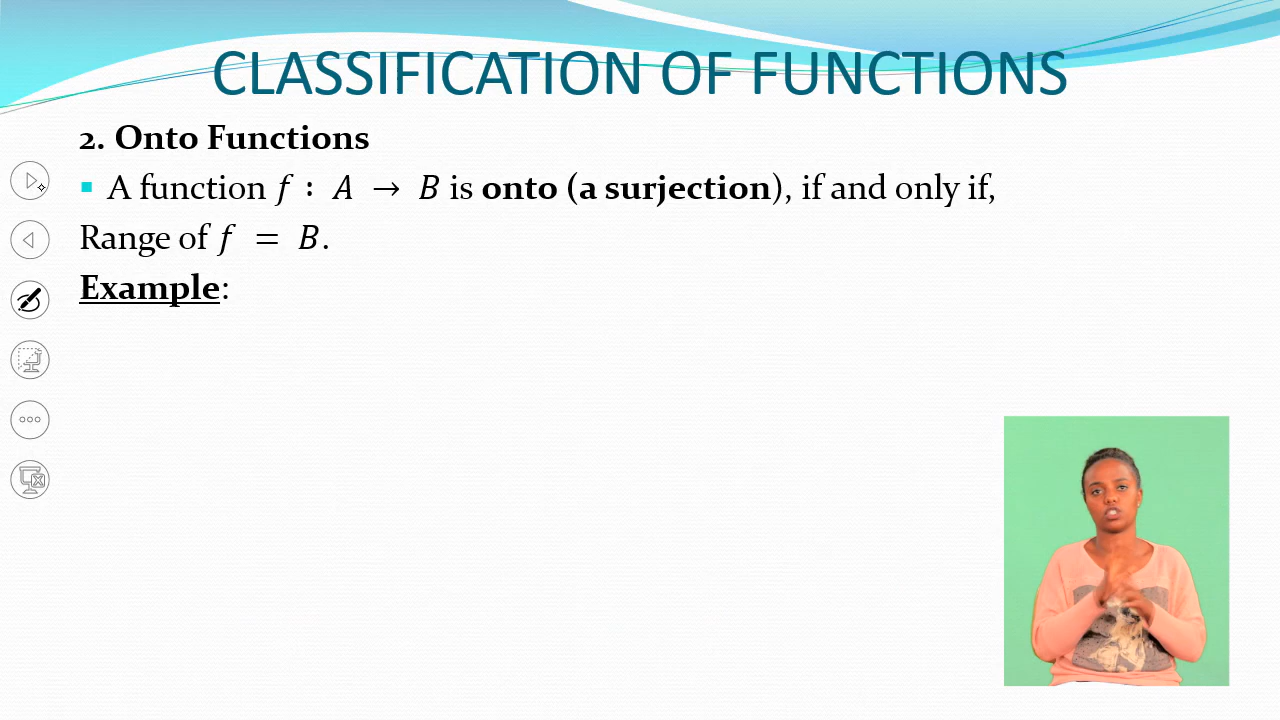 CLASSIFICATION OF FUNCTIONS
2. Onto Functions
▪ A function f : A → B is onto (a surjection), if and only if,
Range of f = B.
Example: